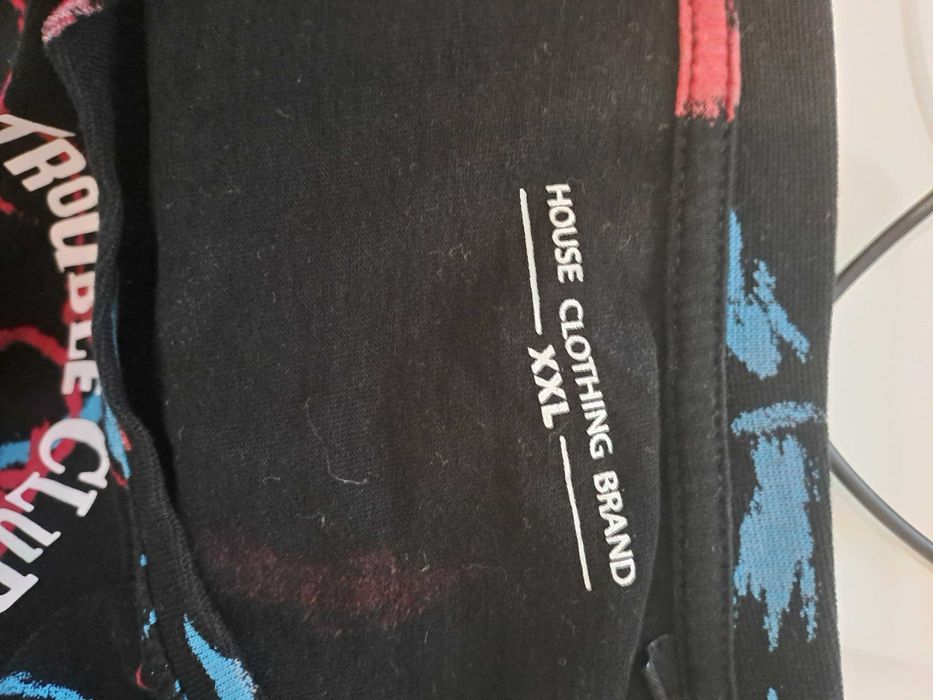 HOUSE CLOTHING BRAND
XXL
TROUBLE CLUB